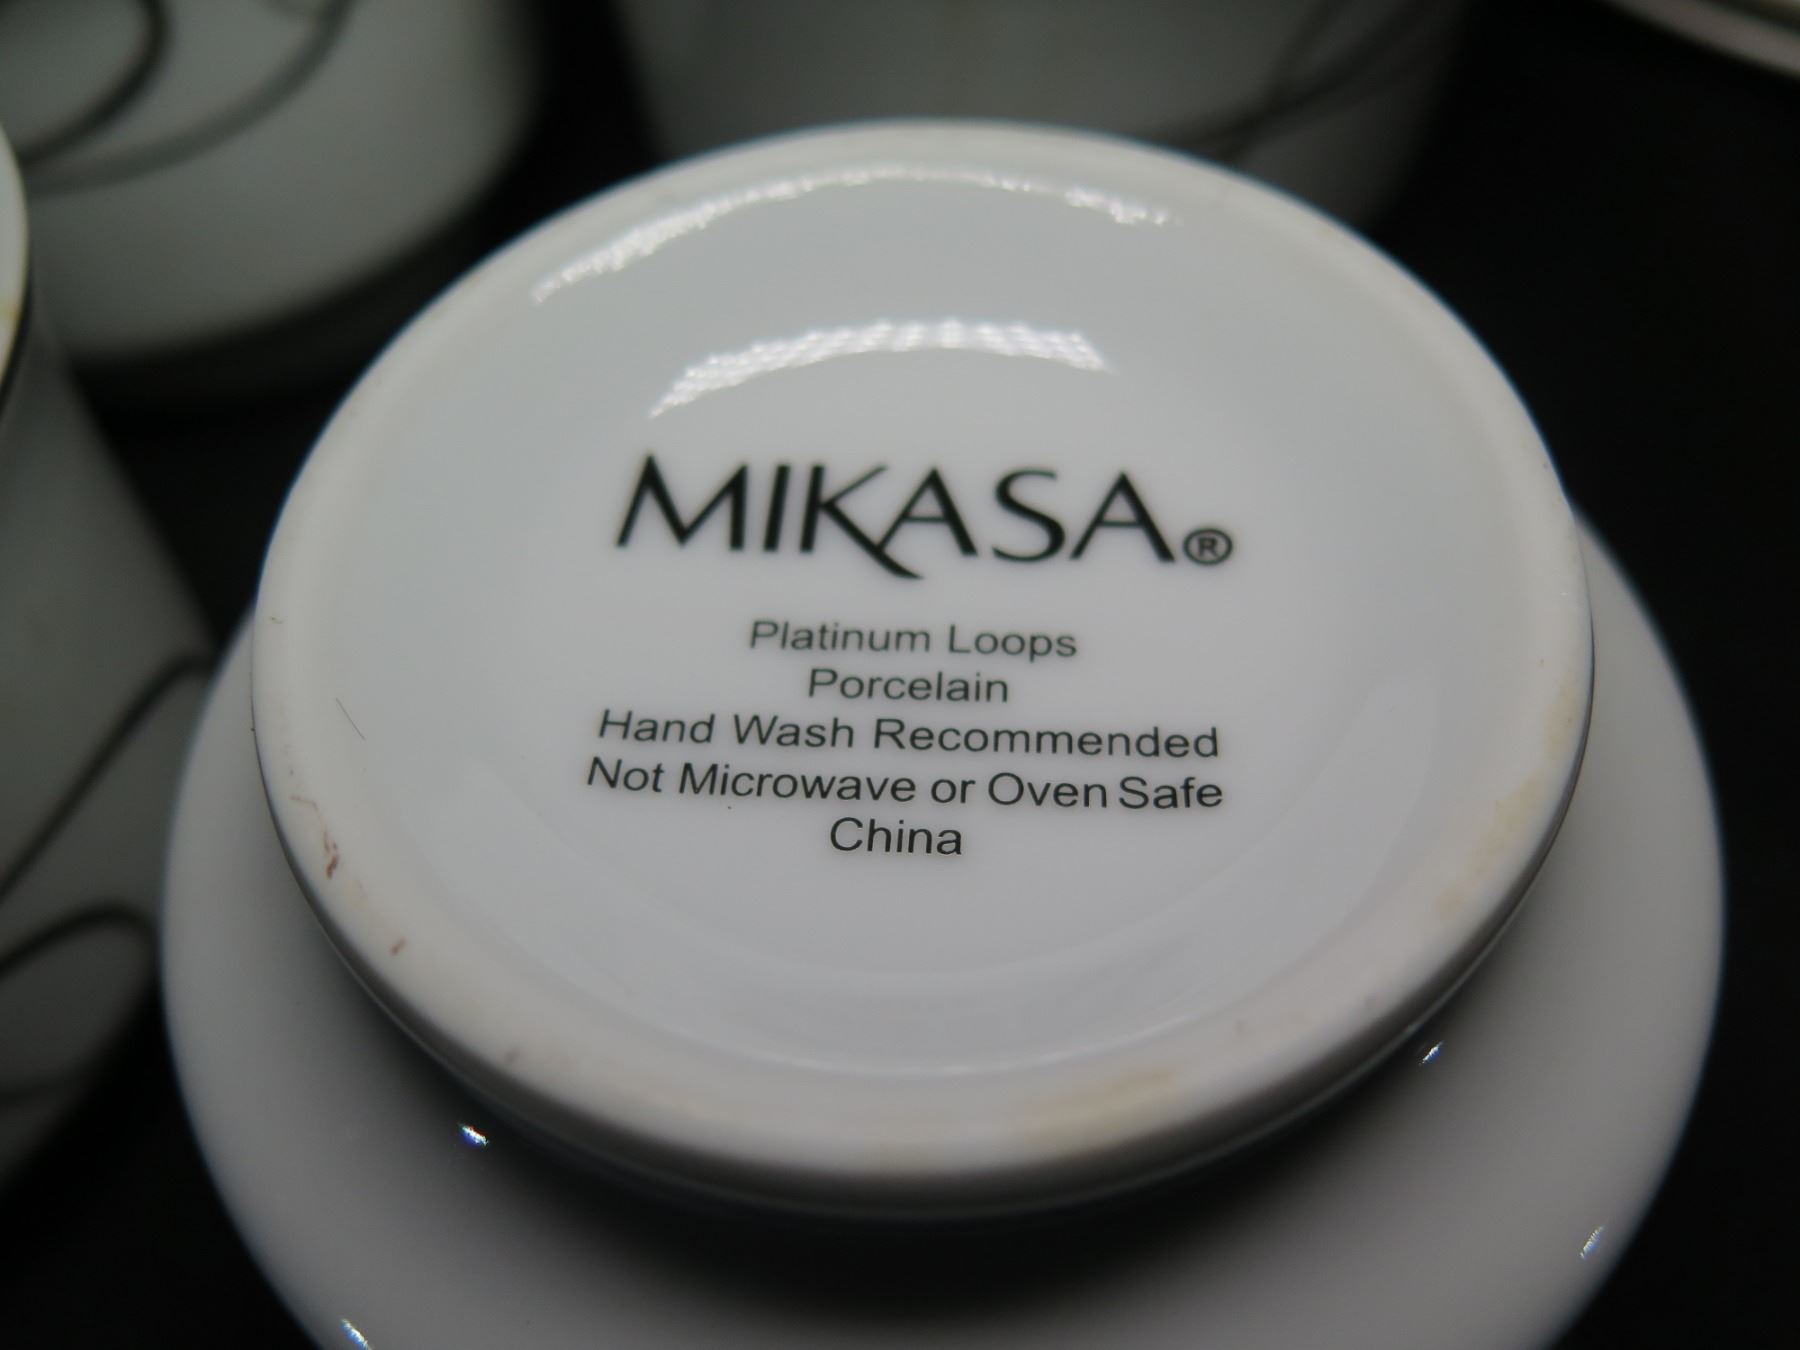 MIKASA®
Platinum Loops
Porcelain
Hand Wash Recommended
Not Microwave or Oven Safe
China